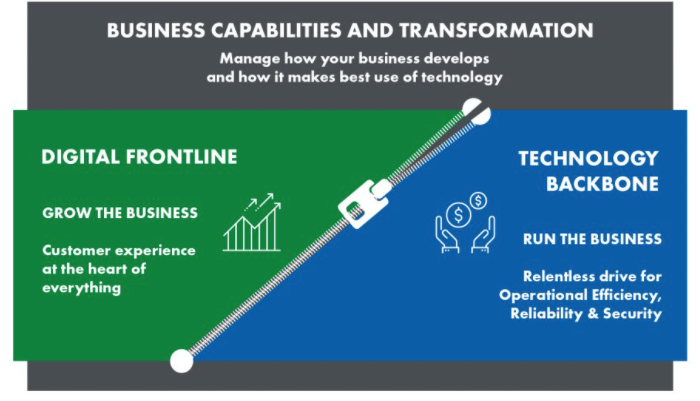 BUSINESS CAPABILITIES AND TRANSFORMATION
Manage how your business develops
and how it makes best use of technology
DIGITAL FRONTLINE
GROW THE BUSINESS
Customer experience
at the heart of
everything
TECHNOLOGY
BACKBONE
$ $
RUN THE BUSINESS
Relentless drive for
Operational Efficiency,
Reliability & Security